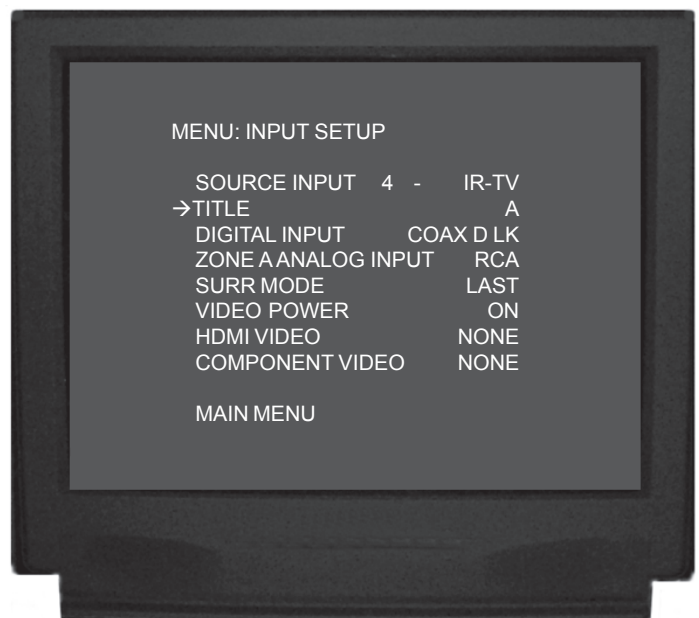 MENU: INPUT SETUP
SOURCE INPUT 4 - IR-TV
→TITLE A
DIGITAL INPUT COAX D LK
ZONE A ANALOG INPUT RCA
SURR MODE LAST
VIDEO POWER ON
HDMI VIDEO NONE
COMPONENT VIDEO NONE
MAIN MENU